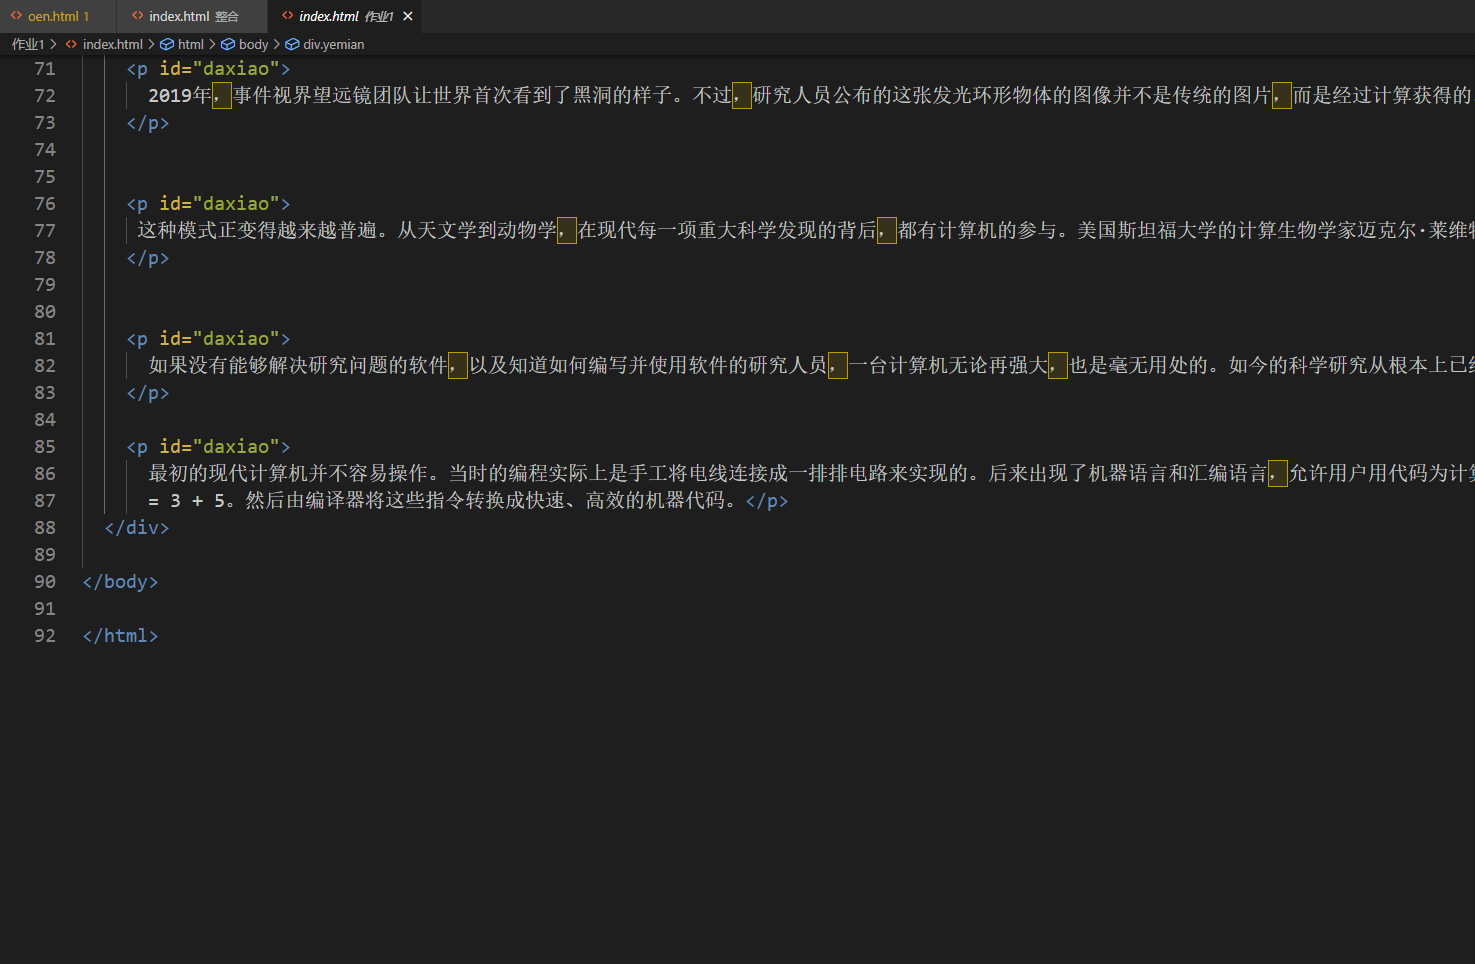 oen.html 1 index.html 整合 index.html 作业1
作业1 > index.html > html > body > div.yemian
71 <p id="daxiao">
72 2019年，事件视界望远镜团队让世界首次看到了黑洞的样子。不过，研究人员公布的这张发光环形物体的图像并不是传统的图片，而是经过计算获得的
73 </p>
74
75
76 <p id="daxiao">
77 这种模式正变得越来越普遍。从天文学到动物学，在现代每一项重大科学发现的背后，都有计算机的参与。美国斯坦福大学的计算生物学家迈克尔·莱维特
78 </p>
79
80
81 <p id="daxiao">
82 如果没有能够解决研究问题的软件，以及知道如何编写并使用软件的研究人员，一台计算机无论再强大，也是毫无用处的。如今的科学研究从根本上已经
83 </p>
84
85 <p id="daxiao">
86 最初的现代计算机并不容易操作。当时的编程实际上是手工将电线连接成一排排电路来实现的。后来出现了机器语言和汇编语言，允许用户用代码为计算
87 = 3 + 5。然后由编译器将这些指令转换成快速、高效的机器代码。</p>
88 </div>
89
90 </body>
91
92 </html>